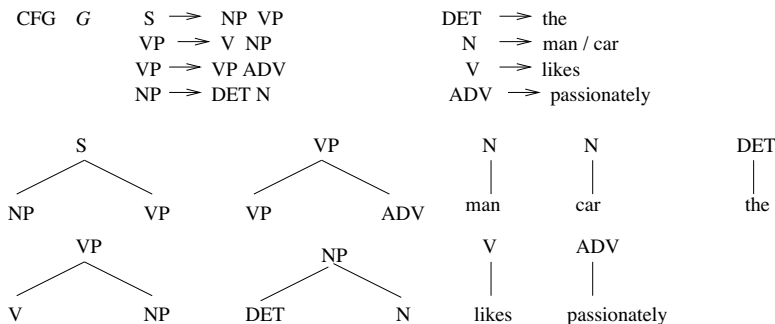 CFG G S → NP VP DET → the
VP → V NP N → man / car
VP → VP ADV V → likes
NP → DET N ADV → passionately
S VP N N DET
NP VP VP ADV man car the
VP NP V ADV
V NP DET N likes passionately